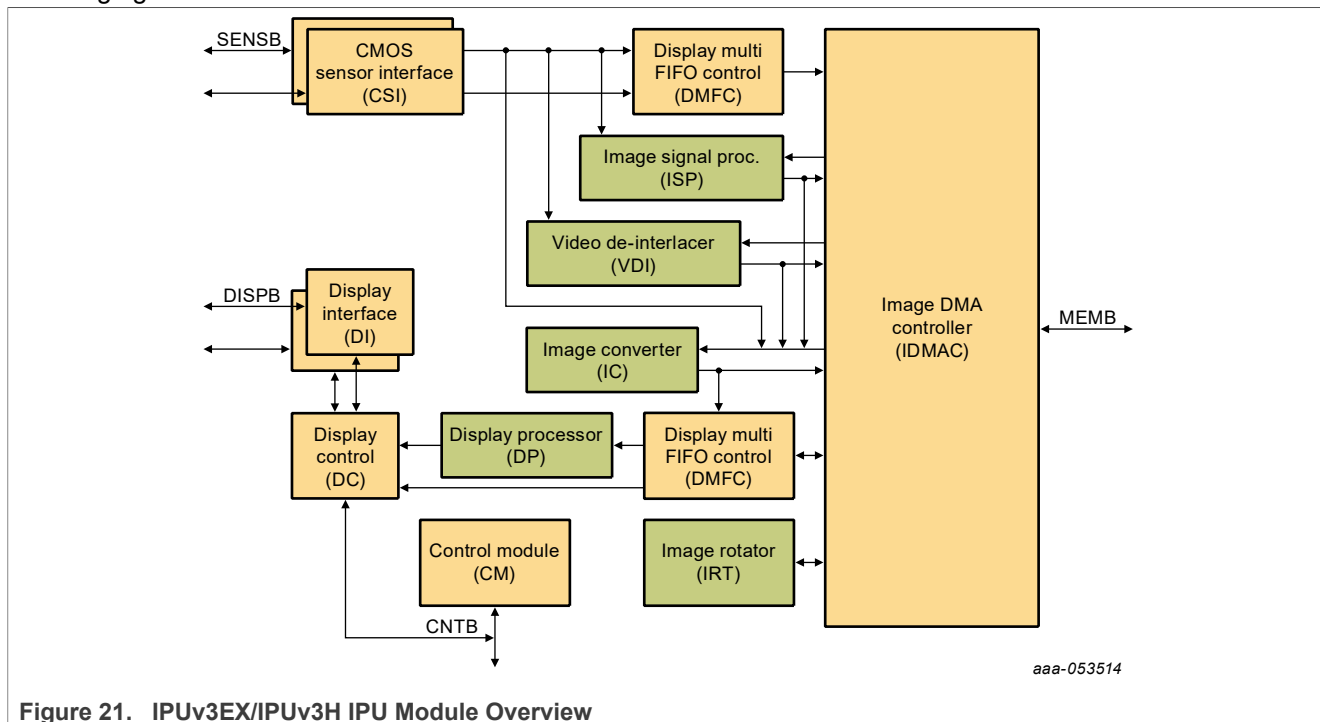 SENSB
CMOS
sensor interface
(CSI)
Display multi
FIFO control
(DMFC)
Image signal proc.
(ISP)
Video de-interlacer
(VDI)
DISPB
Display
interface
(DI)
Image DMA
controller
(IDMAC)
MEMB
Image converter
(IC)
Display
control
(DC)
Display processor
(DP)
Display multi
FIFO control
(DMFC)
Control module
(CM)
Image rotator
(IRT)
CNTB
aaa-053514
Figure 21. IPUv3EX/IPUv3H IPU Module Overview